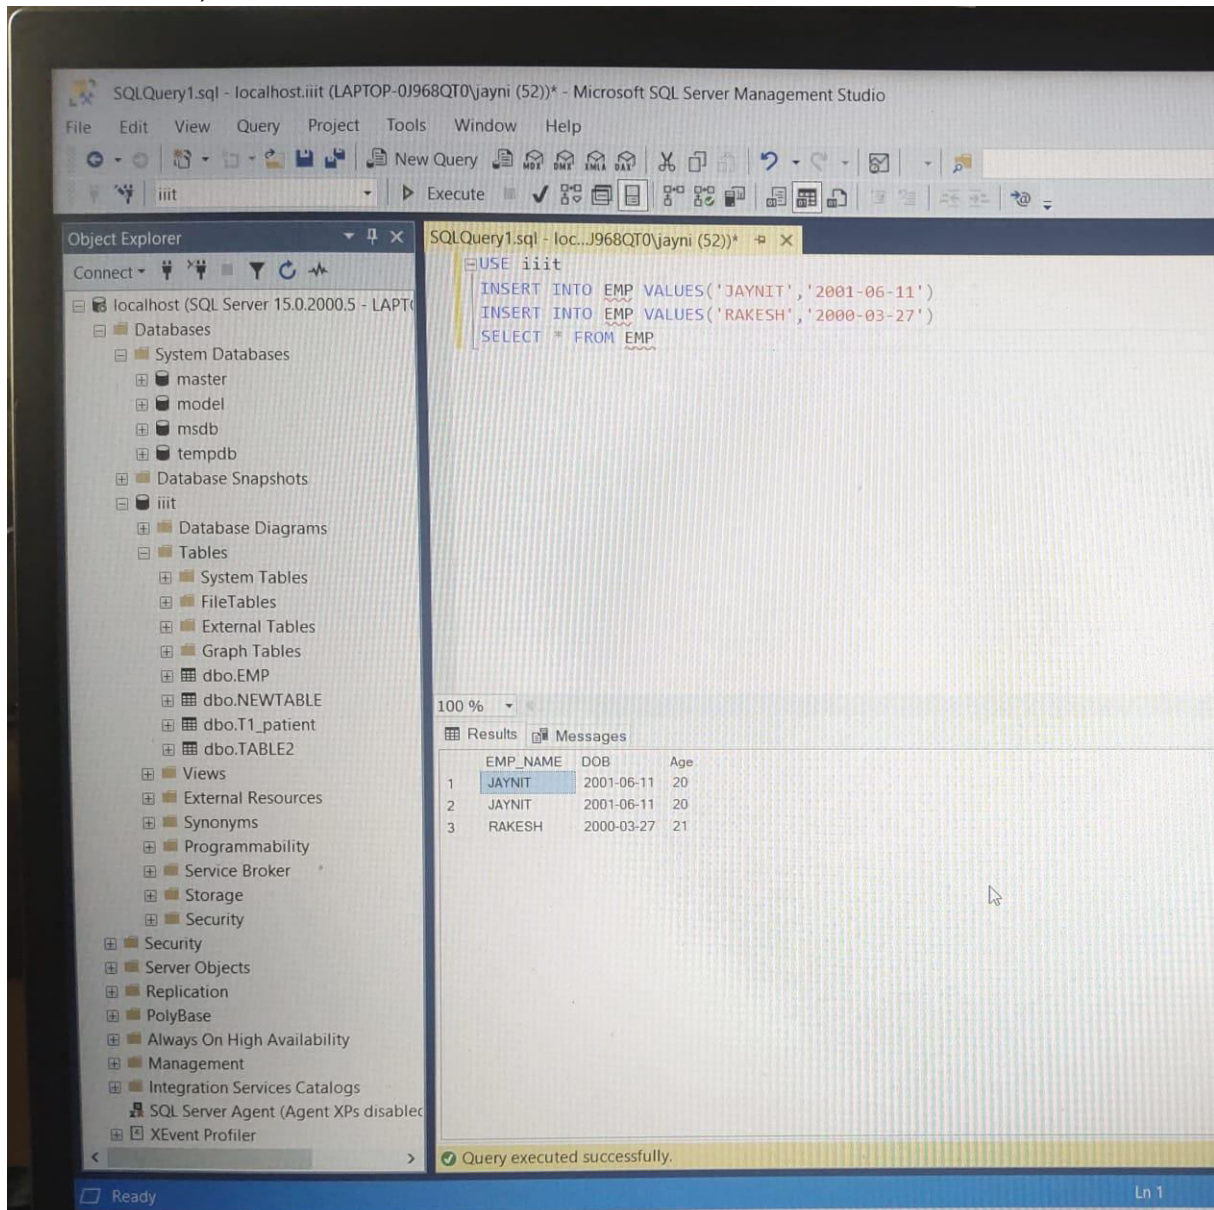 SQLQuery1.sql - localhost.iiit (LAPTOP-0J968QT0\jayni (52))* - Microsoft SQL Server Management Studio
File Edit View Query Project Tools Window Help
New Query MDX DMX XMLA DAX
iiit Execute
Object Explorer
Connect
localhost (SQL Server 15.0.2000.5 - LAPT
Databases
System Databases
master
model
msdb
tempdb
Database Snapshots
iiit
Database Diagrams
Tables
System Tables
FileTables
External Tables
Graph Tables
dbo.EMP
dbo.NEWTABLE
dbo.T1_patient
dbo.TABLE2
Views
External Resources
Synonyms
Programmability
Service Broker
Storage
Security
Security
Server Objects
Replication
PolyBase
Always On High Availability
Management
Integration Services Catalogs
SQL Server Agent (Agent XPs disabled
XEvent Profiler
SQLQuery1.sql - loc...J968QT0\jayni (52))*
USE iiit
INSERT INTO EMP VALUES('JAYNIT','2001-06-11')
INSERT INTO EMP VALUES('RAKESH','2000-03-27')
SELECT * FROM EMP
100 %
Results Messages
EMP_NAME DOB Age
1 JAYNIT 2001-06-11 20
2 JAYNIT 2001-06-11 20
3 RAKESH 2000-03-27 21
Query executed successfully.
Ready Ln 1